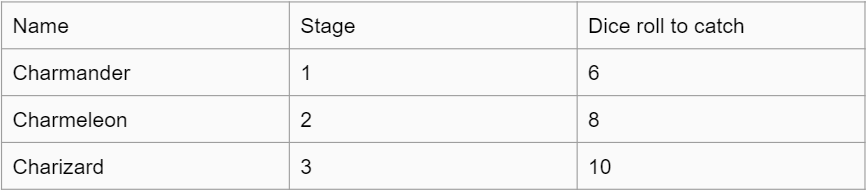 Name Stage Dice roll to catch
Charmander 1 6
Charmeleon 2 8
Charizard 3 10